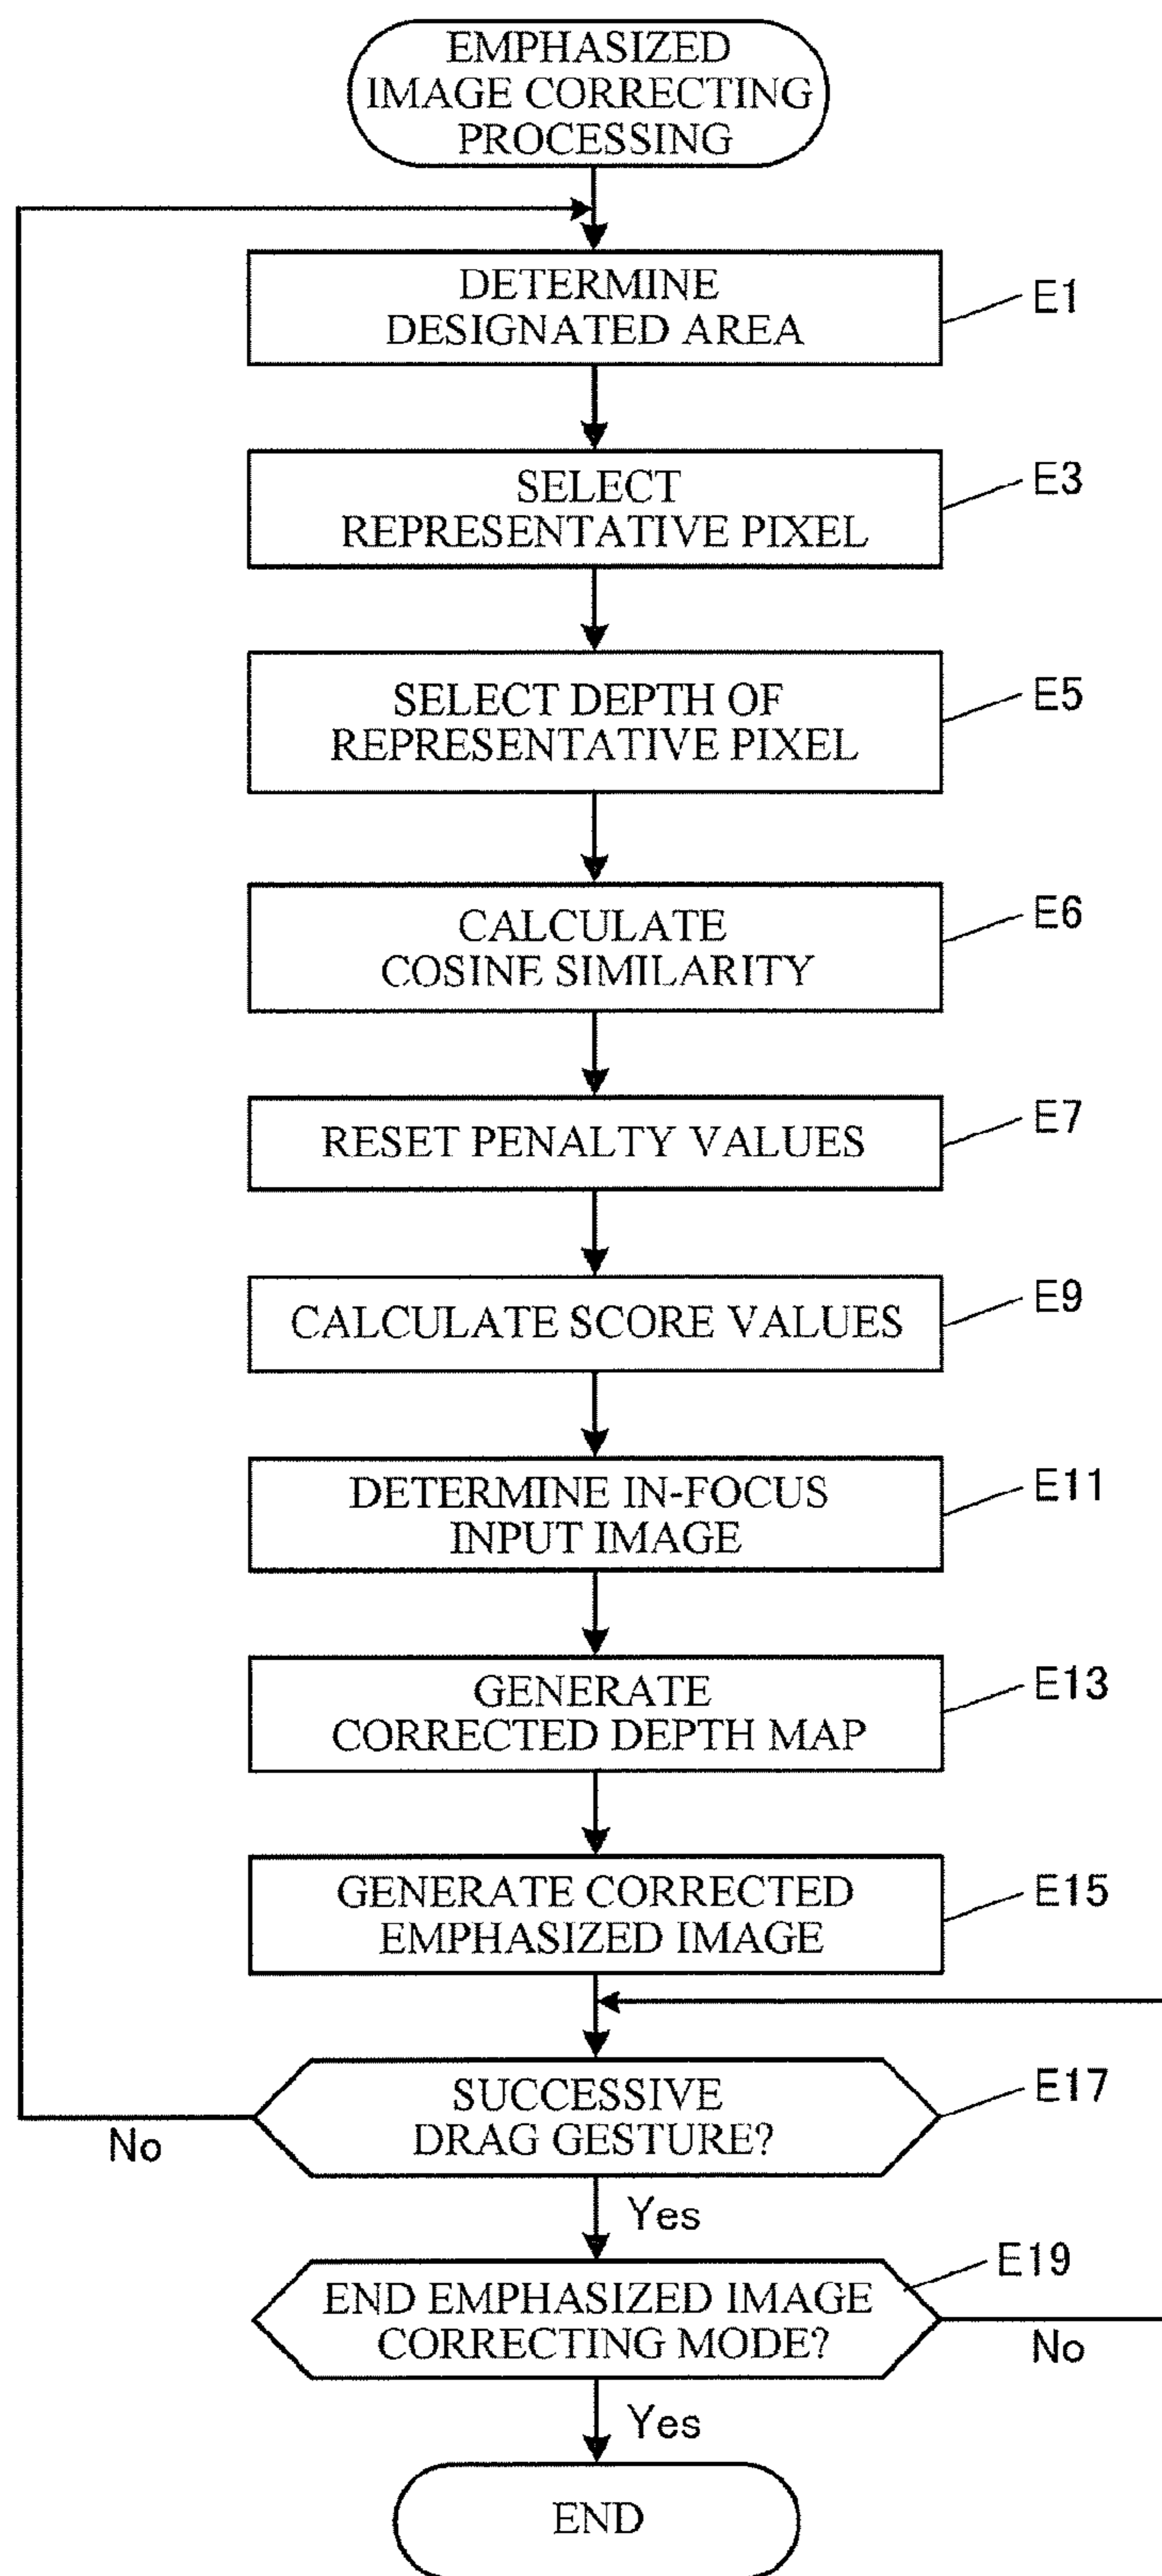 EMPHASIZED
IMAGE CORRECTING
PROCESSING
DETERMINE
DESIGNATED AREA
E1
SELECT
REPRESENTATIVE PIXEL
E3
SELECT DEPTH OF
REPRESENTATIVE PIXEL
E5
CALCULATE
COSINE SIMILARITY
E6
RESET PENALTY VALUES
E7
CALCULATE SCORE VALUES
E9
DETERMINE IN-FOCUS
INPUT IMAGE
E11
GENERATE
CORRECTED DEPTH MAP
E13
GENERATE CORRECTED
EMPHASIZED IMAGE
E15
SUCCESSIVE
DRAG GESTURE?
E17
No
Yes
END EMPHASIZED IMAGE
CORRECTING MODE?
E19
No
Yes
END